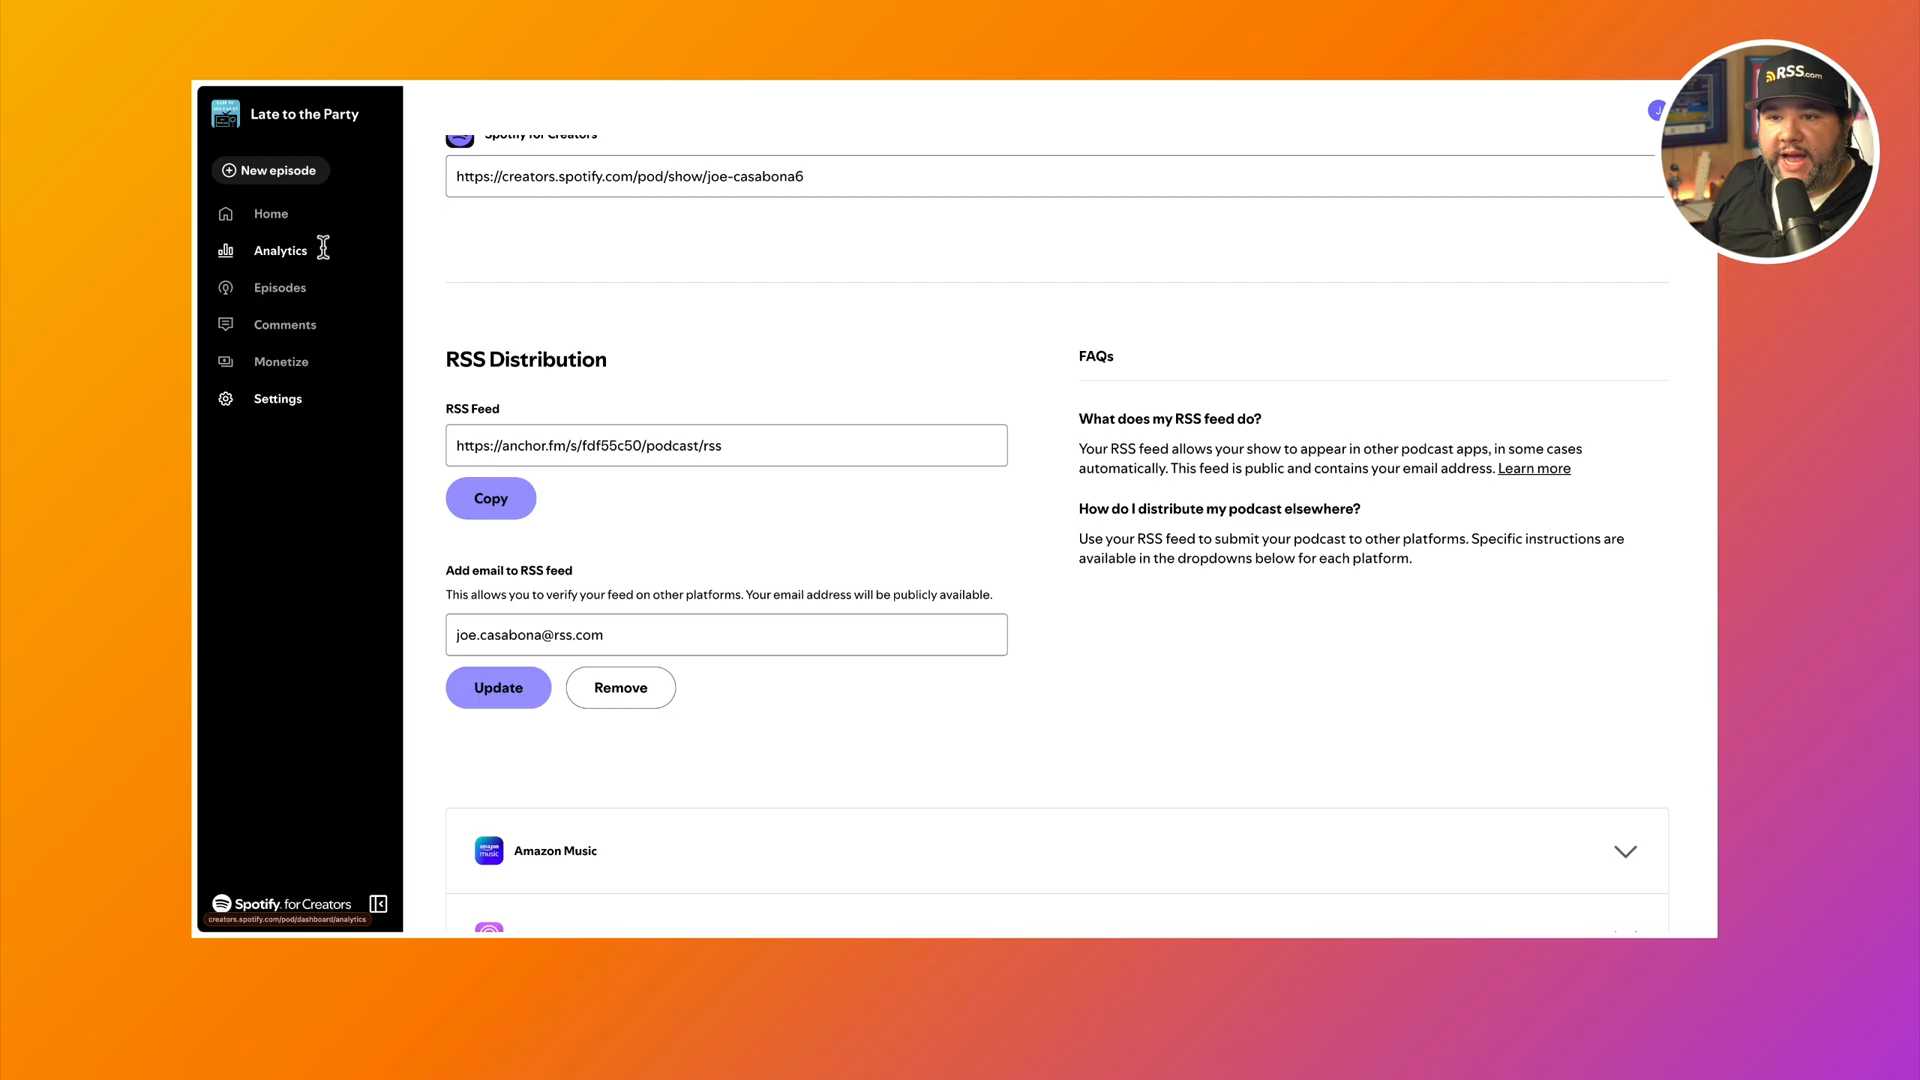 Late to the Party
New episode
Home
Analytics
Episodes
Comments
Monetize
Settings
Spotify for Creators
creators.spotify.com/pod/dashboard/analytics
Spotify for Creators
https://creators.spotify.com/pod/show/joe-casabona6
RSS Distribution
RSS Feed
https://anchor.fm/s/fdf55c50/podcast/rss
Copy
Add email to RSS feed
This allows you to verify your feed on other platforms. Your email address will be publicly available.
joe.casabona@rss.com
Update
Remove
FAQs
What does my RSS feed do?
Your RSS feed allows your show to appear in other podcast apps, in some cases
automatically. This feed is public and contains your email address. Learn more
How do I distribute my podcast elsewhere?
Use your RSS feed to submit your podcast to other platforms. Specific instructions are
available in the dropdowns below for each platform.
amazon
music
Amazon Music
J
RSS.com